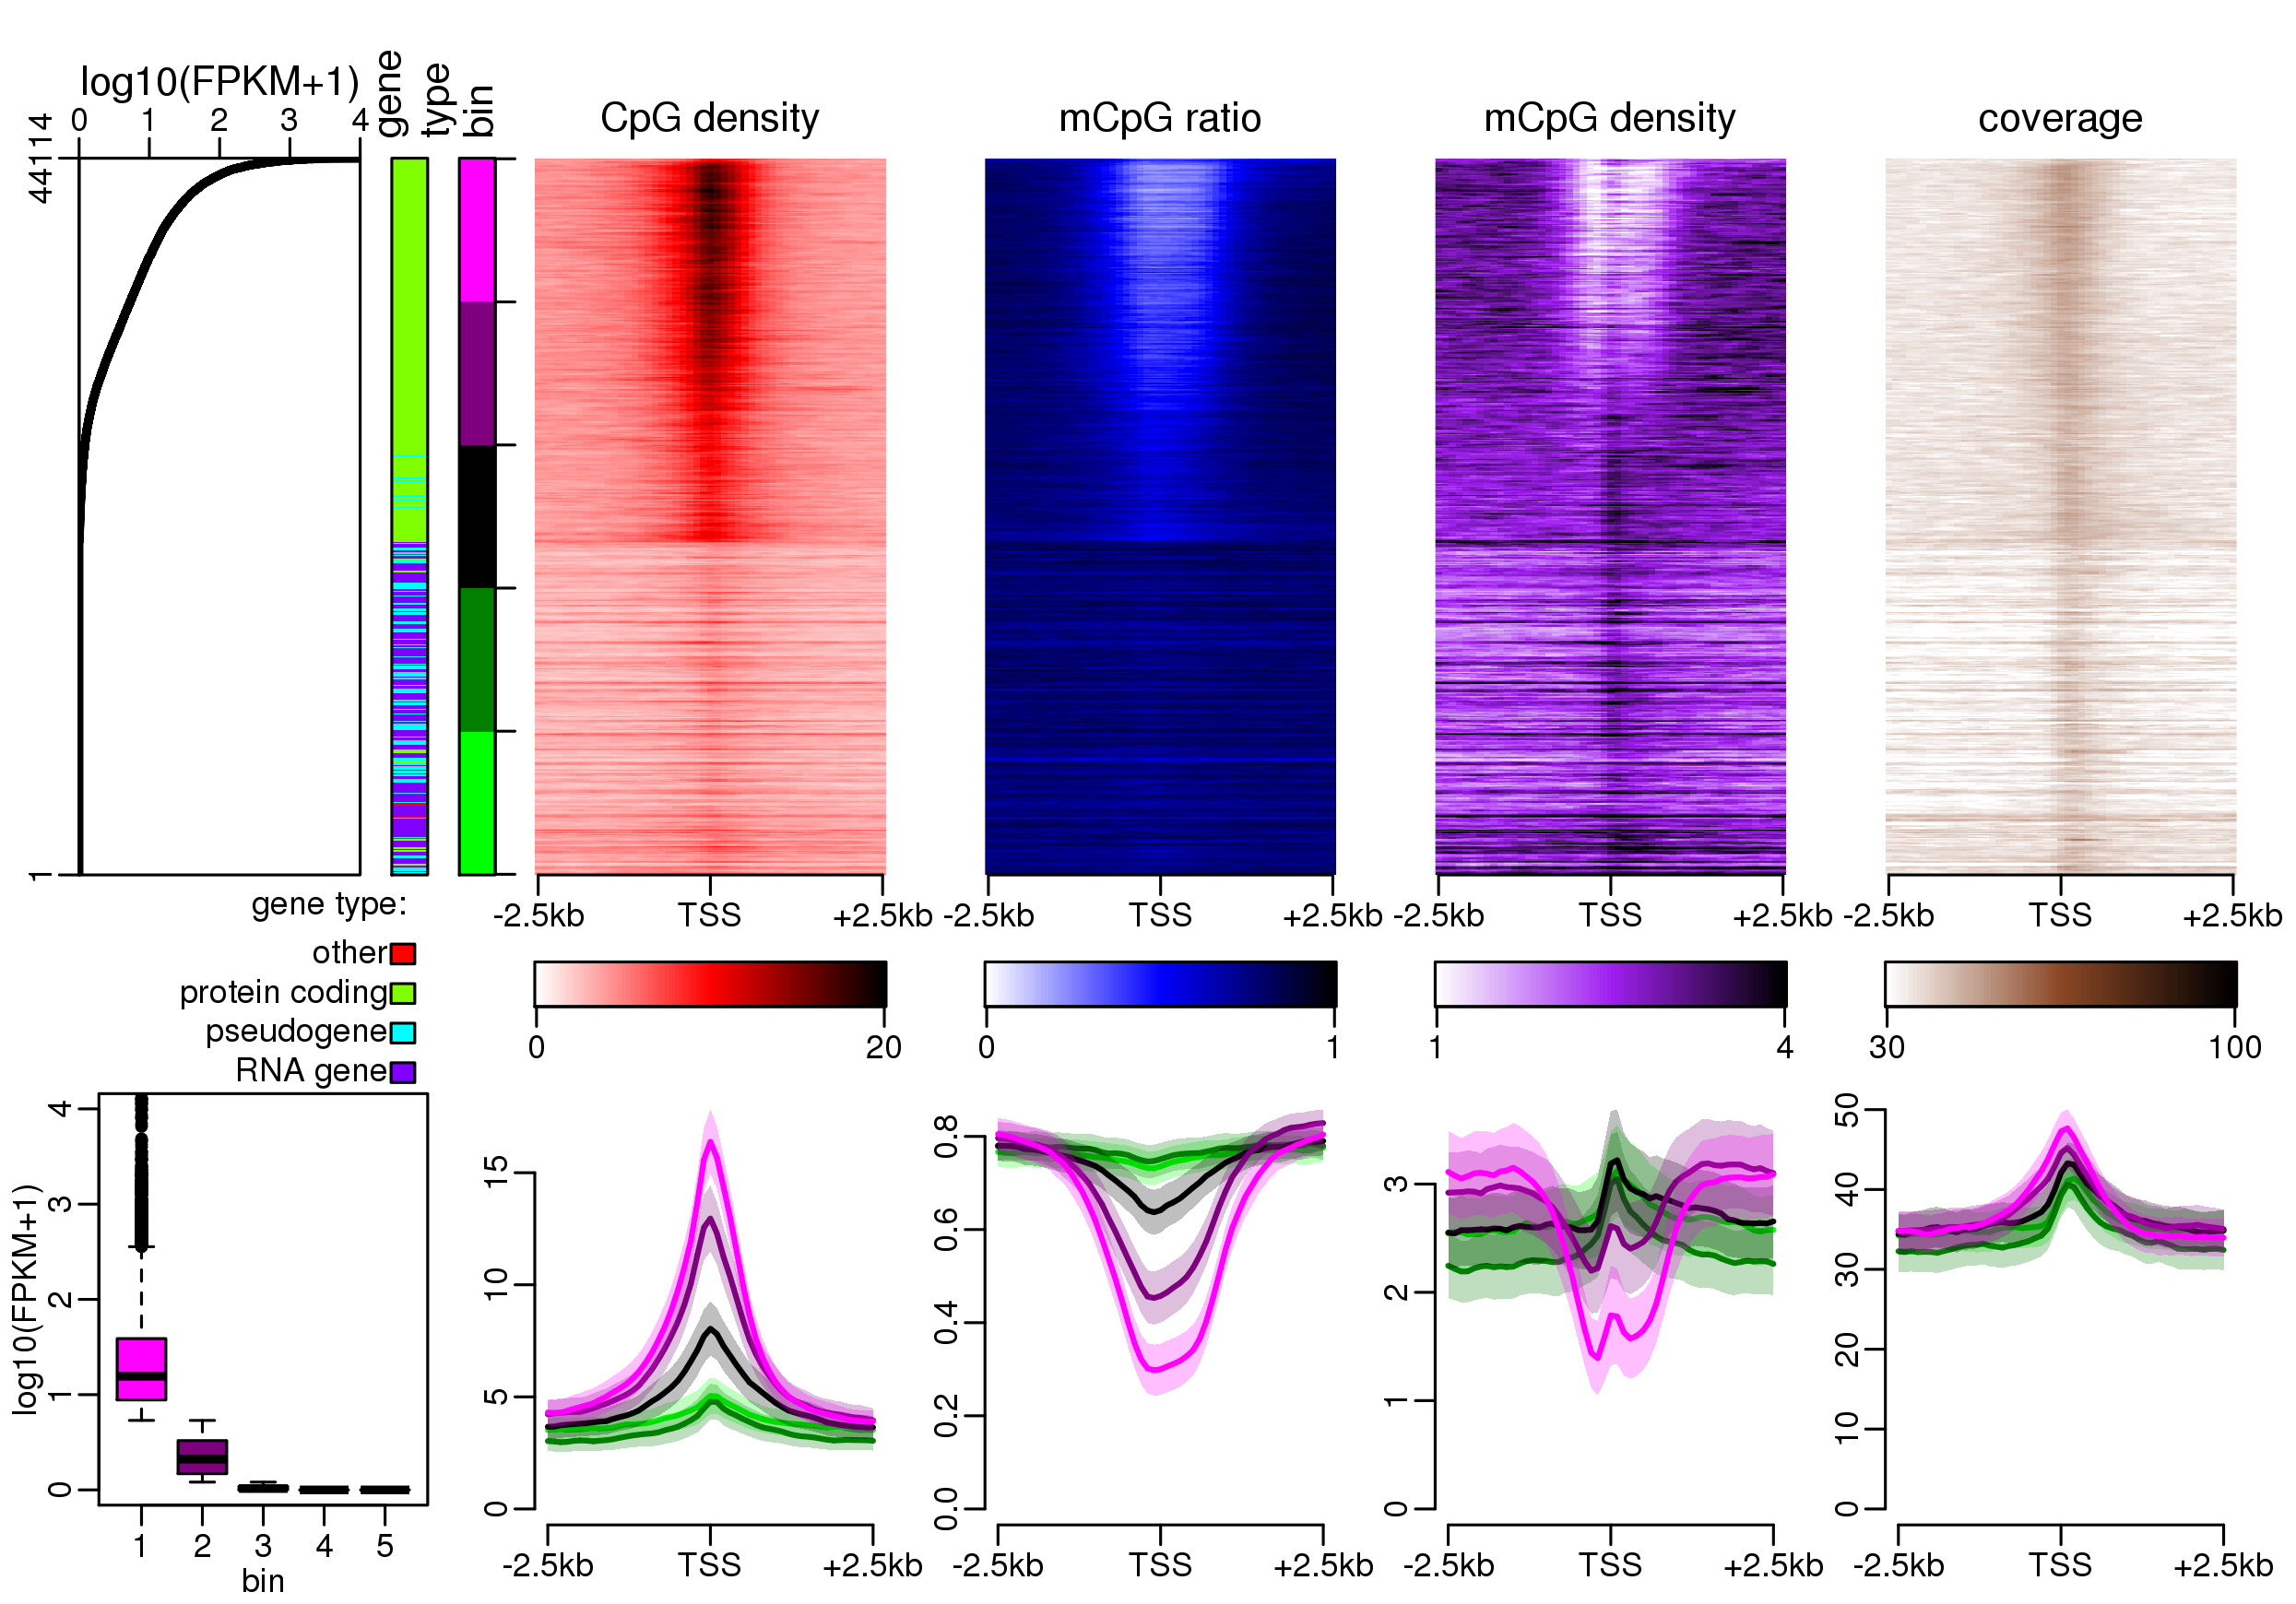 log10(FPKM+1)
0 1 2 3 4
44114
1
gene
type
bin
CpG density
mCpG ratio
mCpG density
coverage
-2.5kb TSS +2.5kb
-2.5kb TSS +2.5kb
-2.5kb TSS +2.5kb
-2.5kb TSS +2.5kb
gene type:
other
protein coding
pseudogene
RNA gene
0 20
0 1
1 4
30 100
log10(FPKM+1)
0 1 2 3 4
1 2 3 4 5
bin
0 5 10 15
-2.5kb TSS +2.5kb
0.0 0.2 0.4 0.6 0.8
-2.5kb TSS +2.5kb
0 1 2 3
-2.5kb TSS +2.5kb
0 10 20 30 40 50
-2.5kb TSS +2.5kb